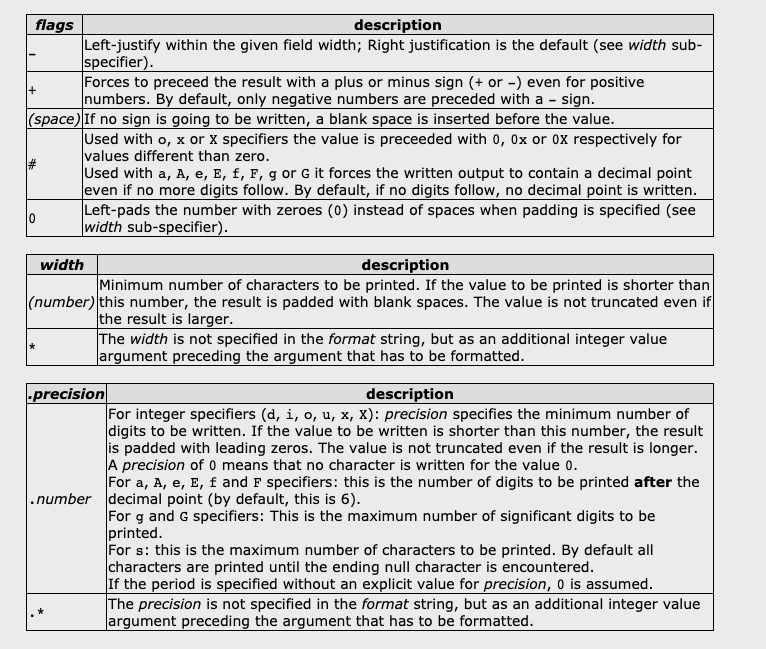 flags description
- Left-justify within the given field width; Right justification is the default (see width sub-
specifier).
+ Forces to preceed the result with a plus or minus sign (+ or -) even for positive
numbers. By default, only negative numbers are preceded with a - sign.
(space) If no sign is going to be written, a blank space is inserted before the value.
# Used with o, x or X specifiers the value is preceeded with 0, 0x or 0X respectively for
values different than zero.
Used with a, A, e, E, f, F, g or G it forces the written output to contain a decimal point
even if no more digits follow. By default, if no digits follow, no decimal point is written.
0 Left-pads the number with zeroes (0) instead of spaces when padding is specified (see
width sub-specifier).
width description
(number) Minimum number of characters to be printed. If the value to be printed is shorter than
this number, the result is padded with blank spaces. The value is not truncated even if
the result is larger.
* The width is not specified in the format string, but as an additional integer value
argument preceding the argument that has to be formatted.
.precision description
.number For integer specifiers (d, i, o, u, x, X): precision specifies the minimum number of
digits to be written. If the value to be written is shorter than this number, the result
is padded with leading zeros. The value is not truncated even if the result is longer.
A precision of 0 means that no character is written for the value 0.
For a, A, e, E, f and F specifiers: this is the number of digits to be printed after the
decimal point (by default, this is 6).
For g and G specifiers: This is the maximum number of significant digits to be
printed.
For s: this is the maximum number of characters to be printed. By default all
characters are printed until the ending null character is encountered.
If the period is specified without an explicit value for precision, 0 is assumed.
.* The precision is not specified in the format string, but as an additional integer value
argument preceding the argument that has to be formatted.